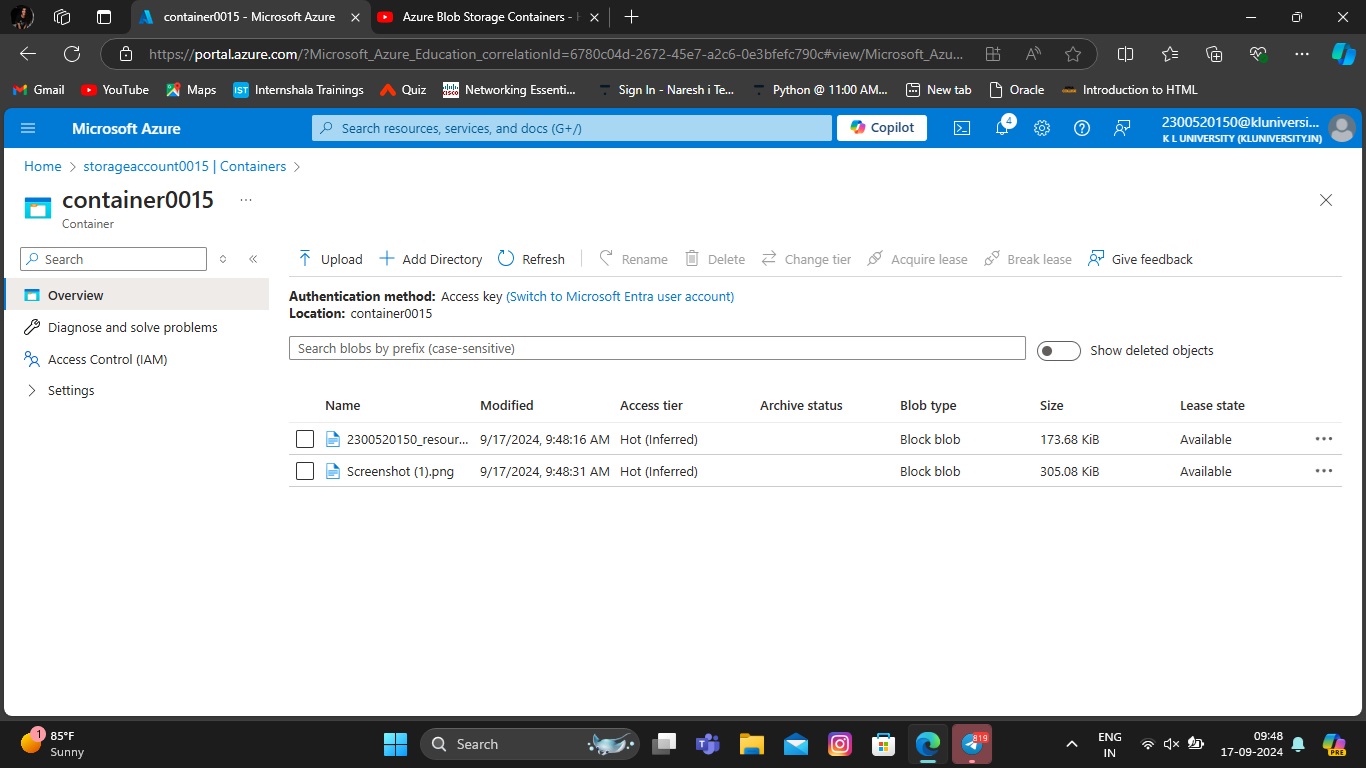 container0015 - Microsoft Azure
Azure Blob Storage Containers -
https://portal.azure.com/?Microsoft_Azure_Education_correlationId=6780c04d-2672-45e7-a2c6-0e3bfefc790c#view/Microsoft_Azu...
Gmail
YouTube
Maps
IST
Internshala Trainings
Quiz
cisco
Networking Essenti...
Sign In - Naresh i Te...
Python @ 11:00 AM...
New tab
Oracle
Introduction to HTML
Microsoft Azure
Search resources, services, and docs (G+/)
Copilot
4
2300520150@kluniversi...
K L UNIVERSITY (KLUNIVERSITY.IN)
Home > storageaccount0015 | Containers >
container0015
...
Container
Search
Upload
Add Directory
Refresh
Rename
Delete
Change tier
Acquire lease
Break lease
Give feedback
Overview
Diagnose and solve problems
Access Control (IAM)
Settings
Authentication method: Access key (Switch to Microsoft Entra user account)
Location: container0015
Search blobs by prefix (case-sensitive)
Show deleted objects
Name Modified Access tier Archive status Blob type Size Lease state
2300520150_resour... 9/17/2024, 9:48:16 AM Hot (Inferred) Block blob 173.68 KiB Available
Screenshot (1).png 9/17/2024, 9:48:31 AM Hot (Inferred) Block blob 305.08 KiB Available
1
85°F
Sunny
Search
819
ENG
IN
09:48
17-09-2024
PRE